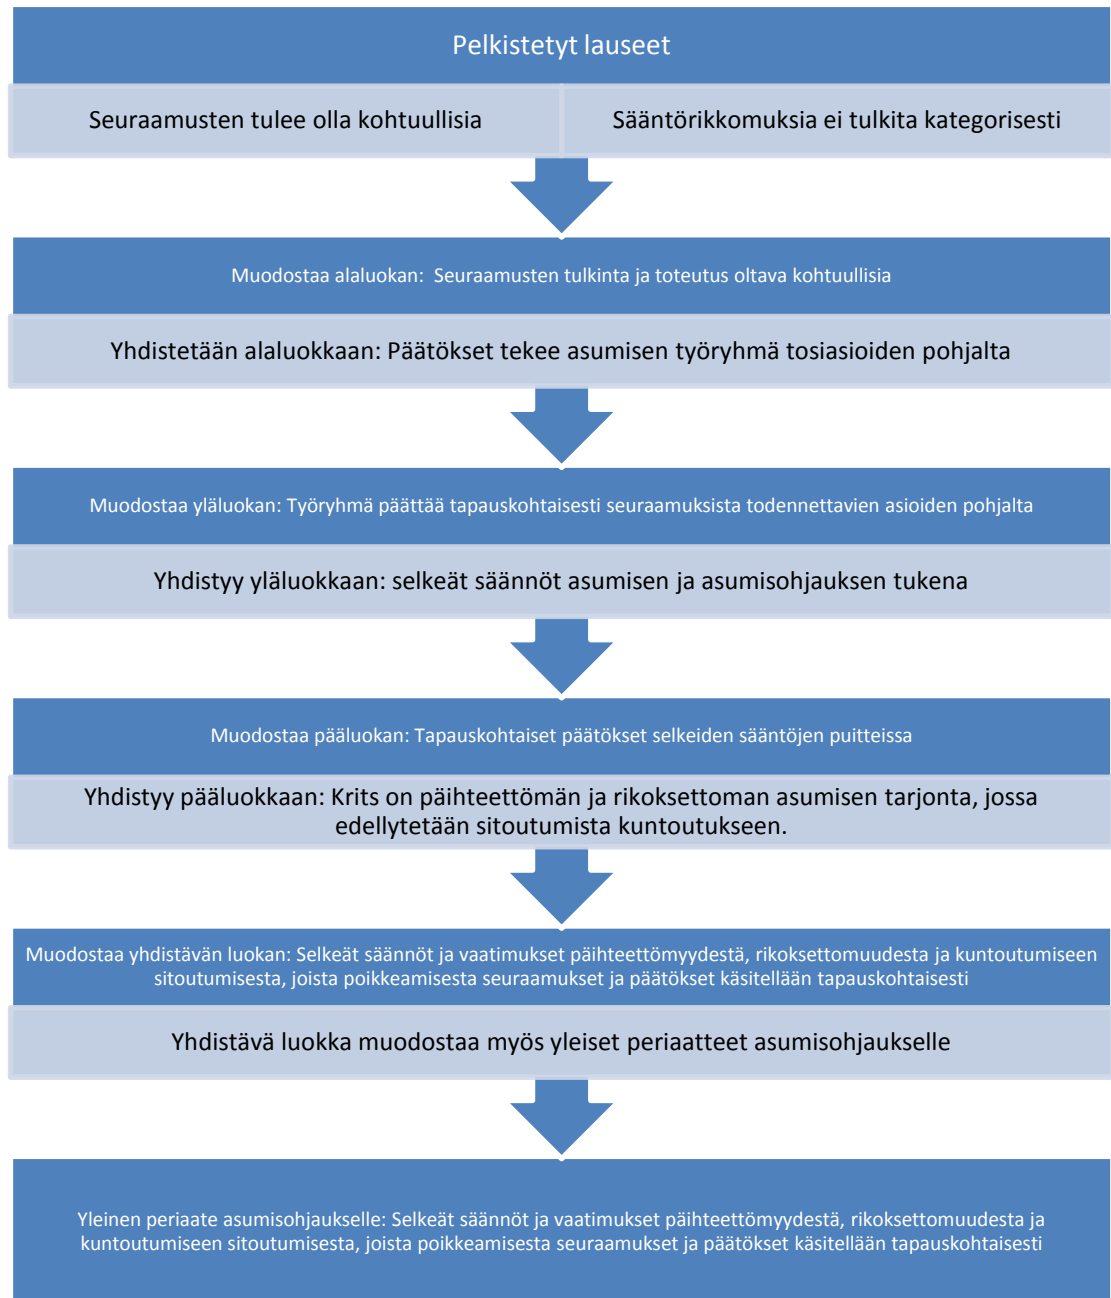 Pelkistetyt lauseet
Seuraamusten tulee olla kohtuullisia
Sääntörikkomuksia ei tulkita kategorisesti
Muodostaa alaluokan:  Seuraamusten tulkinta ja toteutus oltava kohtuullisia
Yhdistetään alaluokkaan: Päätökset tekee asumisen työryhmä tosiasioiden pohjalta
Muodostaa yläluokan: Työryhmä päättää tapauskohtaisesti seuraamuksista todennettavien asioiden pohjalta
Yhdistyy yläluokkaan: selkeät säännöt asumisen ja asumisohjauksen tukena
Muodostaa pääluokan: Tapauskohtaiset päätökset selkeiden sääntöjen puitteissa
Yhdistyy pääluokkaan: Krits on päihteettömän ja rikoksettoman asumisen tarjonta, jossa
edellytetään sitoutumista kuntoutukseen.
Muodostaa yhdistävän luokan: Selkeät säännöt ja vaatimukset päihteettömyydestä, rikoksettomuudesta ja kuntoutumiseen
sitoutumisesta, joista poikkeamisesta seuraamukset ja päätökset käsitellään tapauskohtaisesti
Yhdistävä luokka muodostaa myös yleiset periaatteet asumisohjaukselle
Yleinen periaate asumisohjaukselle: Selkeät säännöt ja vaatimukset päihteettömyydestä, rikoksettomuudesta ja
kuntoutumiseen sitoutumisesta, joista poikkeamisesta seuraamukset ja päätökset käsitellään tapauskohtaisesti